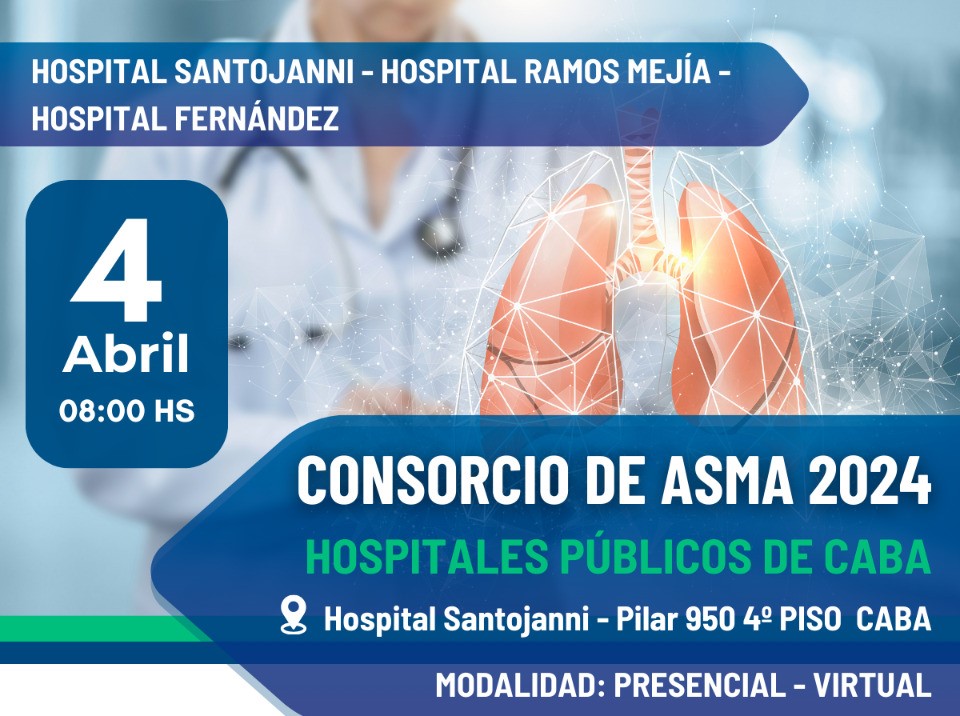 HOSPITAL SANTOJANNI - HOSPITAL RAMOS MEJÍA -
HOSPITAL FERNÁNDEZ
4
Abril
08:00 HS
CONSORCIO DE ASMA 2024
HOSPITALES PÚBLICOS DE CABA
Hospital Santojanni - Pilar 950 4º PISO CABA
MODALIDAD: PRESENCIAL - VIRTUAL